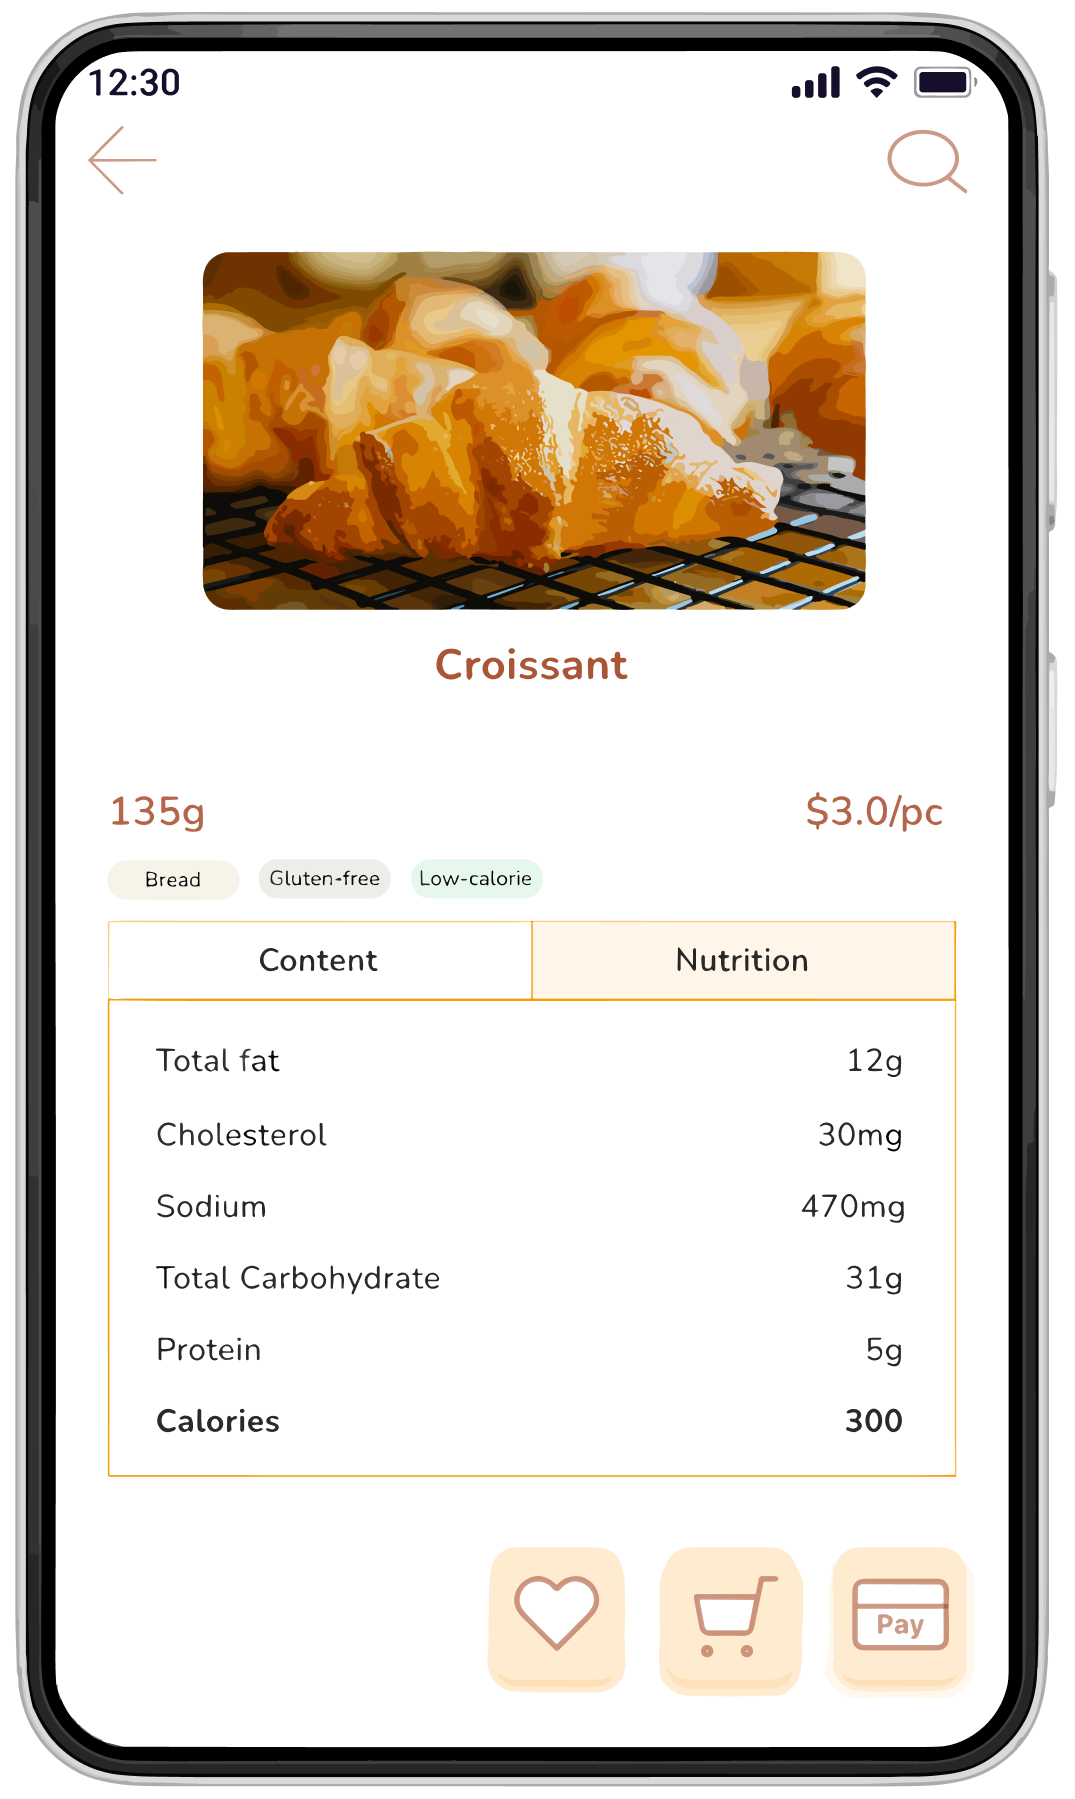 12:30
Croissant
135g $3.0/pc
Bread Gluten-free Low-calorie
Content Nutrition
Total fat 12g
Cholesterol 30mg
Sodium 470mg
Total Carbohydrate 31g
Protein 5g
Calories 300
Pay